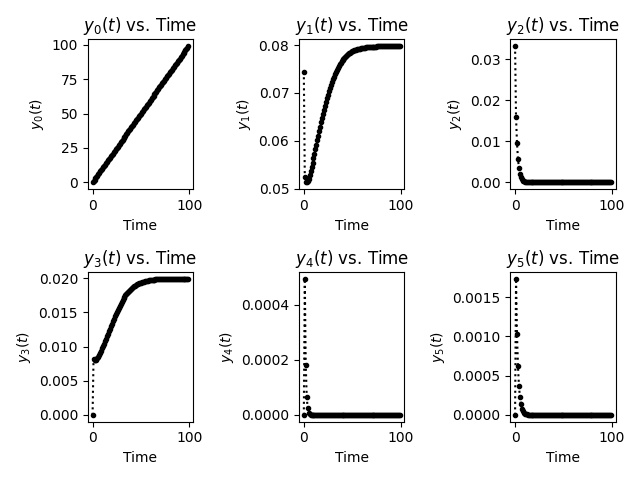 y₀(t) vs. Time
y₀(t)
100
75
50
25
0
0
100
Time
y₁(t) vs. Time
y₁(t)
0.08
0.07
0.06
0.05
0
100
Time
y₂(t) vs. Time
y₂(t)
0.03
0.02
0.01
0.00
0
100
Time
y₃(t) vs. Time
y₃(t)
0.020
0.015
0.010
0.005
0.000
0
100
Time
y₄(t) vs. Time
y₄(t)
0.0004
0.0002
0.0000
0
100
Time
y₅(t) vs. Time
y₅(t)
0.0015
0.0010
0.0005
0.0000
0
100
Time